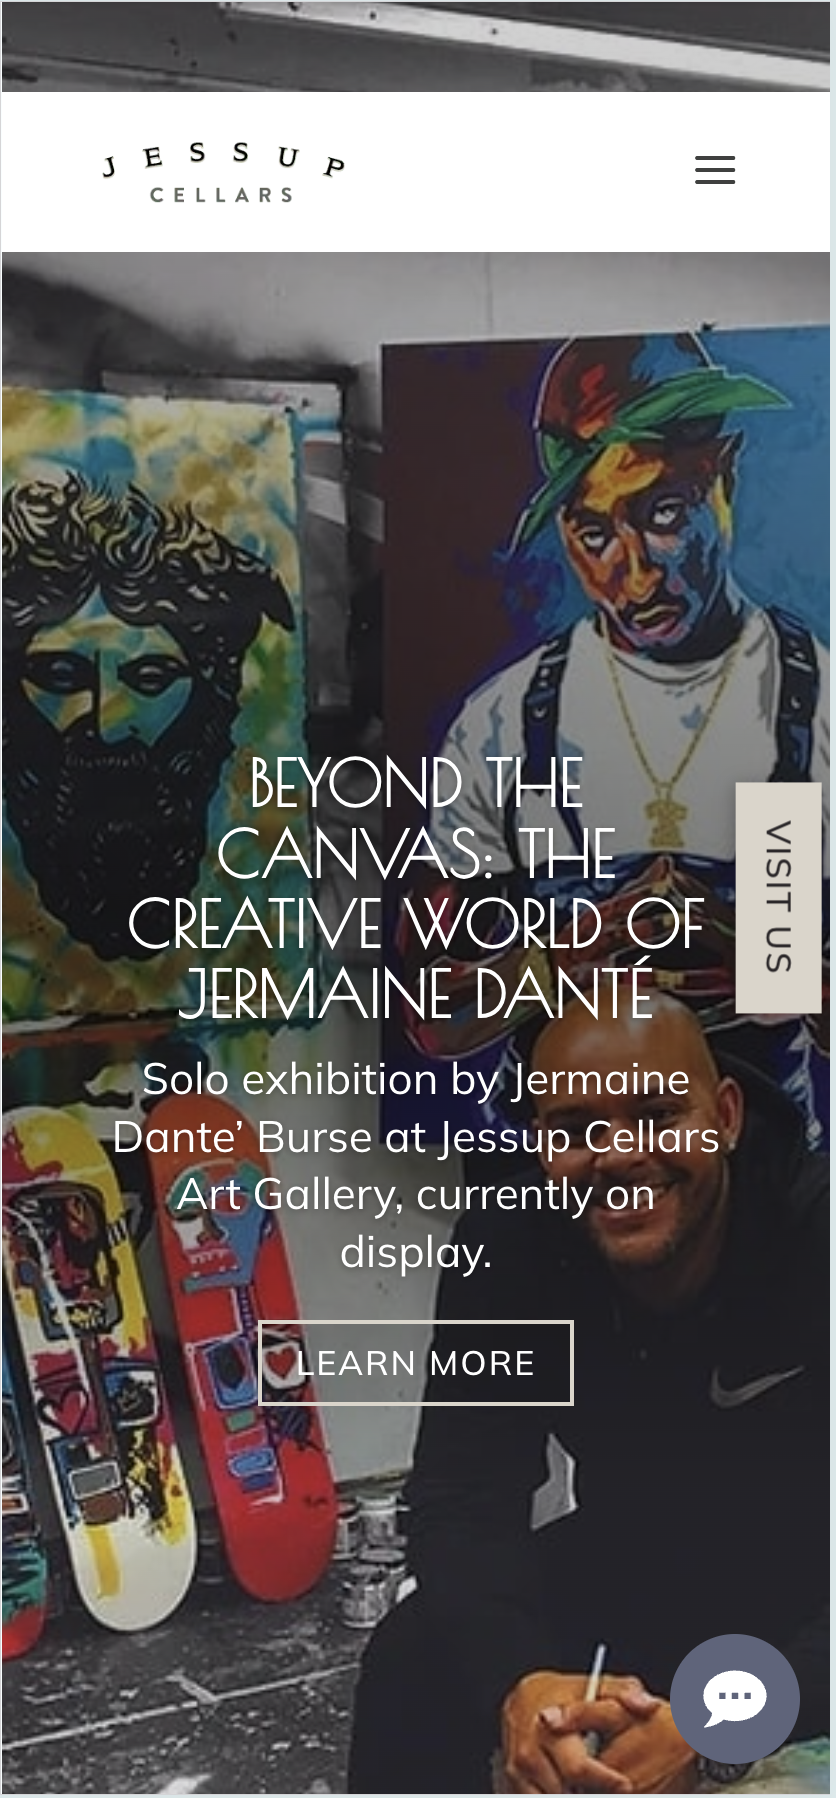 JESSUP
CELLARS
BEYOND THE
CANVAS: THE
CREATIVE WORLD OF
JERMAINE DANTÉ
VISIT US
Solo exhibition by Jermaine
Dante’ Burse at Jessup Cellars
Art Gallery, currently on
display.
LEARN MORE